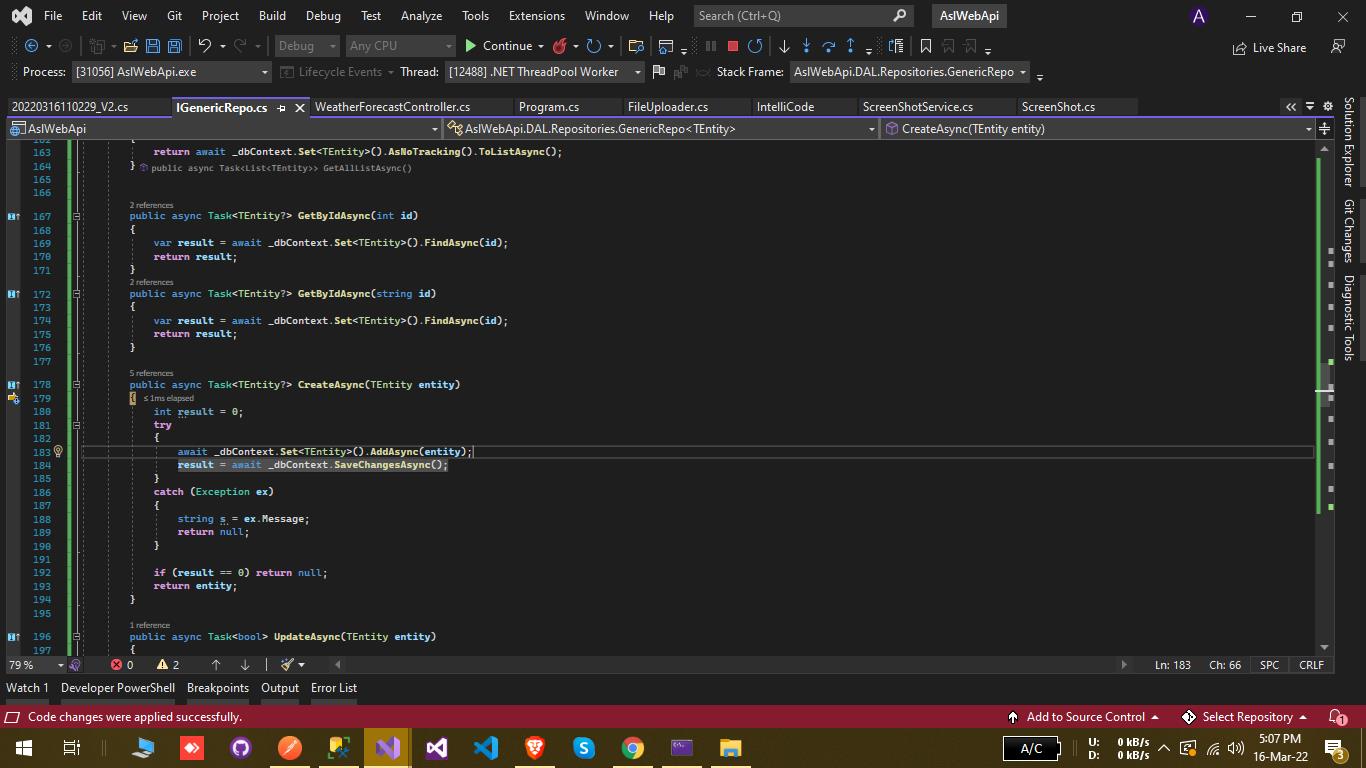 File Edit View Git Project Build Debug Test Analyze Tools Extensions Window Help Search (Ctrl+Q) AslWebApi A
Debug Any CPU Continue Live Share
Process: [31056] AslWebApi.exe Lifecycle Events Thread: [12488] .NET ThreadPool Worker Stack Frame: AslWebApi.DAL.Repositories.GenericRepo
20220316110229_V2.cs IGenericRepo.cs WeatherForecastController.cs Program.cs FileUploader.cs IntelliCode ScreenShotService.cs ScreenShot.cs
AslWebApi AslWebApi.DAL.Repositories.GenericRepo<TEntity> CreateAsync(TEntity entity)
162 {
163 return await _dbContext.Set<TEntity>().AsNoTracking().ToListAsync();
164 } public async Task<List<TEntity>> GetAllListAsync()
165
166
2 references
167 public async Task<TEntity?> GetByIdAsync(int id)
168 {
169 var result = await _dbContext.Set<TEntity>().FindAsync(id);
170 return result;
171 }
2 references
172 public async Task<TEntity?> GetByIdAsync(string id)
173 {
174 var result = await _dbContext.Set<TEntity>().FindAsync(id);
175 return result;
176 }
177
5 references
178 public async Task<TEntity?> CreateAsync(TEntity entity)
179 { ≤ 1ms elapsed
180 int result = 0;
181 try
182 {
183 await _dbContext.Set<TEntity>().AddAsync(entity);
184 result = await _dbContext.SaveChangesAsync();
185 }
186 catch (Exception ex)
187 {
188 string s = ex.Message;
189 return null;
190 }
191
192 if (result == 0) return null;
193 return entity;
194 }
195
1 reference
196 public async Task<bool> UpdateAsync(TEntity entity)
197 {
Solution Explorer
Git Changes
Diagnostic Tools
79 % 0 2 Ln: 183 Ch: 66 SPC CRLF
Watch 1 Developer PowerShell Breakpoints Output Error List
Code changes were applied successfully. Add to Source Control Select Repository 1
A/C U: 0 kB/s 5:07 PM
D: 0 kB/s 16-Mar-22 3